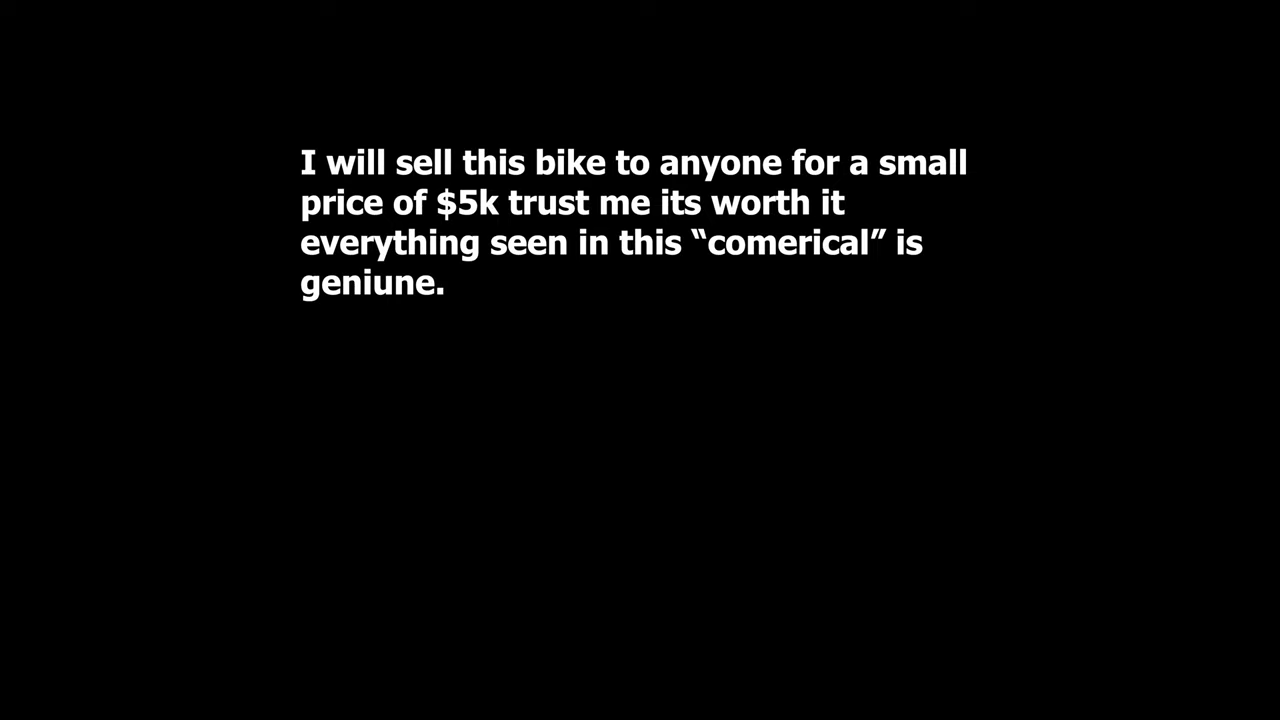 I will sell this bike to anyone for a small
price of $5k trust me its worth it
everything seen in this “comerical” is
geniune.